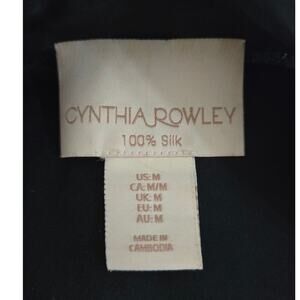 CYNTHIA ROWLEY
100% Silk
US: M
CA: M/M
UK: M
EU: M
AU: M
MADE IN
CAMBODIA